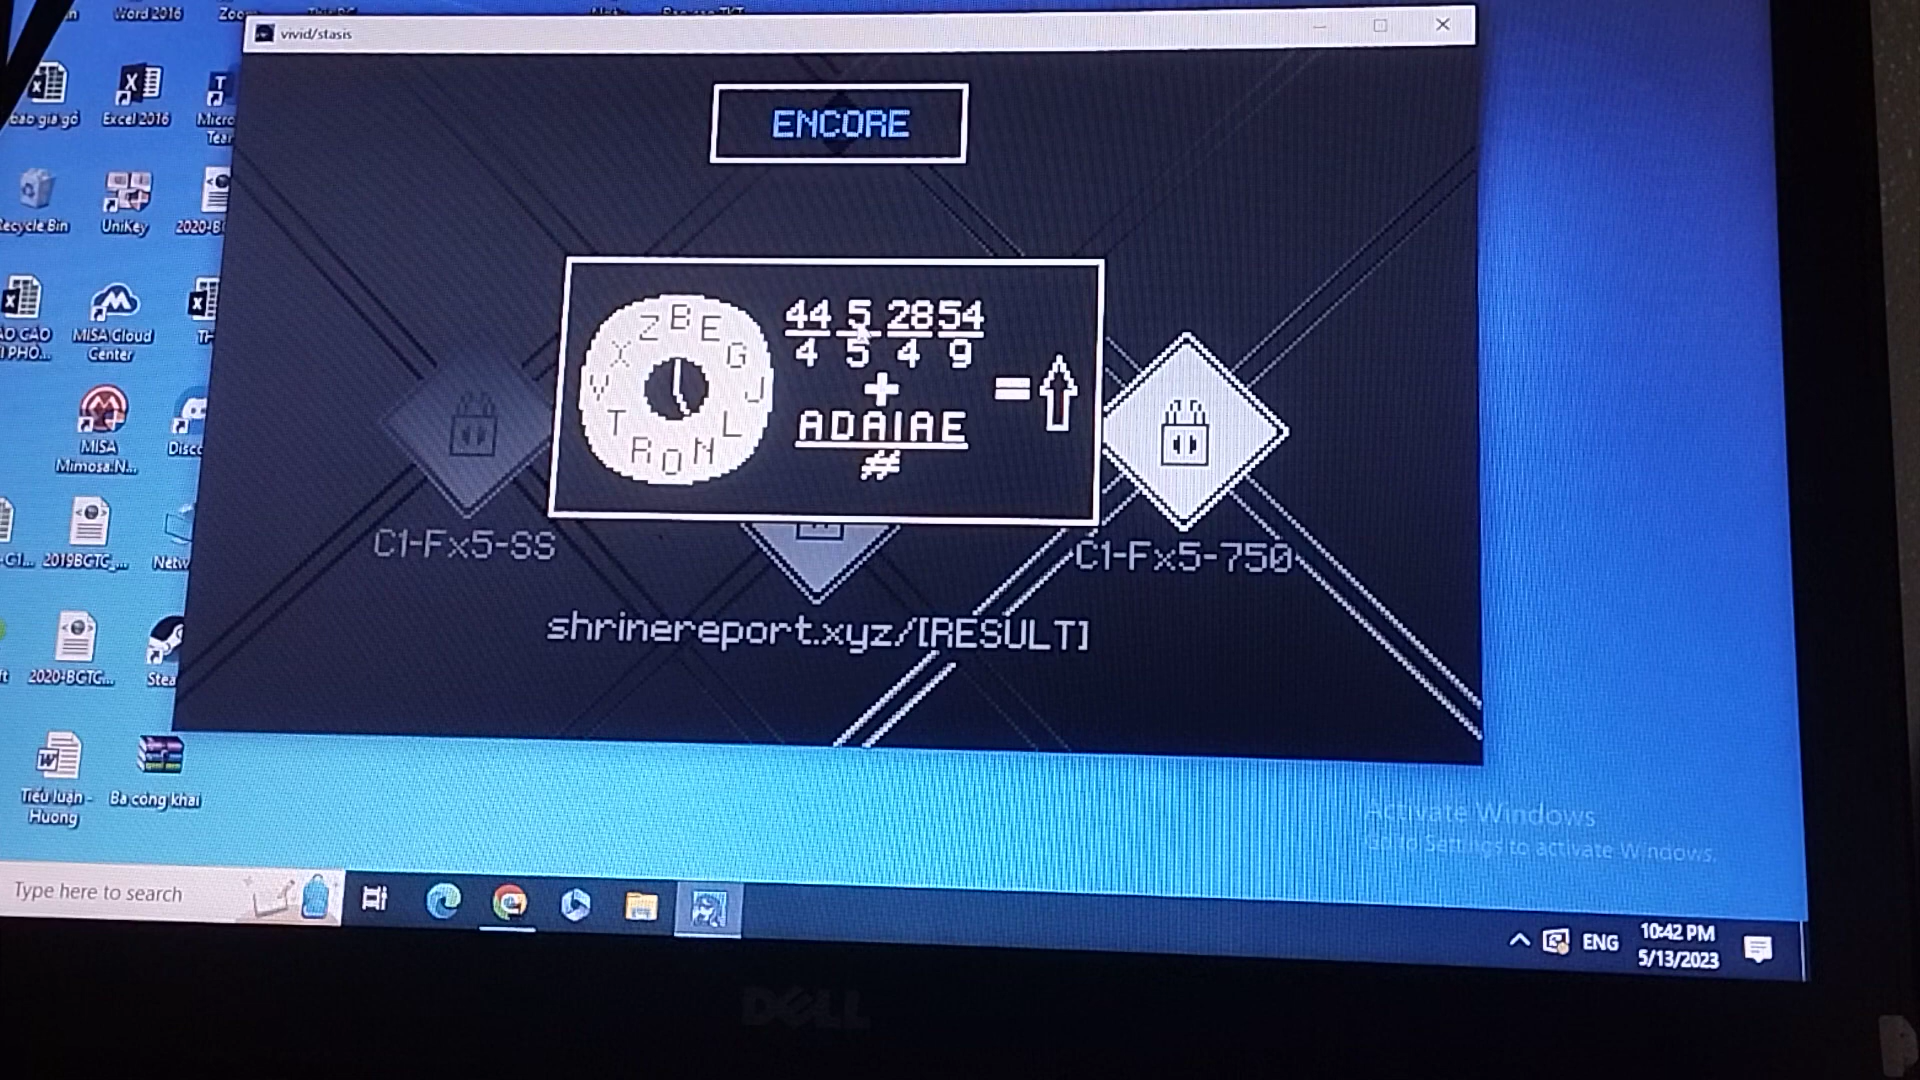 Word 2016
vivid/stasis
ENCORE
Excel 2016
Recycle Bin
UniKey
MISA Cloud
Center
MISA
Mimosa.N...
2019BGTC_...
2020-BGTC...
Tiểu luận -
Huong
Ba công khai
Z B E G J L N O R T V X
44 5 28 54
4 5 4 9
+
ADAIAE
#
=
C1-Fx5-SS
C1-Fx5-750
shrinereport.xyz/[RESULT]
Activate Windows
Go to Settings to activate Windows.
Type here to search
ENG
10:42 PM
5/13/2023
DELL